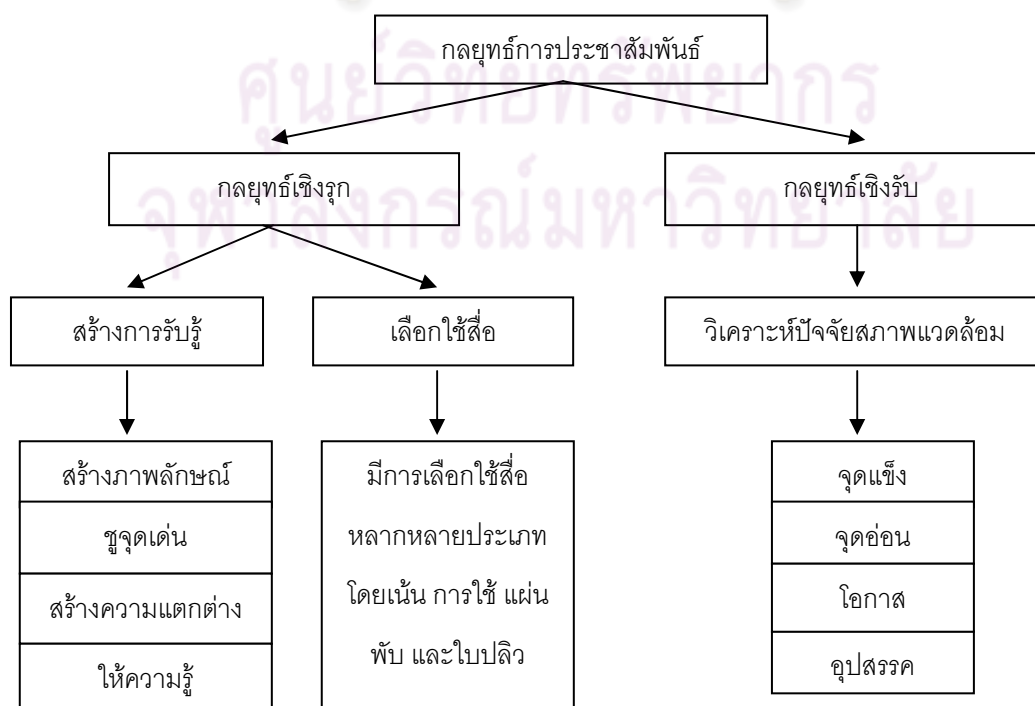 กลยุทธ์การประชาสัมพันธ์
ศูนย์วิทยทรัพยากร
จุฬาลงกรณ์มหาวิทยาลัย
กลยุทธ์เชิงรุก
กลยุทธ์เชิงรับ
สร้างการรับรู้
เลือกใช้สื่อ
วิเคราะห์ปัจจัยสภาพแวดล้อม
สร้างภาพลักษณ์
ชูจุดเด่น
สร้างความแตกต่าง
ให้ความรู้
มีการเลือกใช้สื่อ
หลากหลายประเภท
โดยเน้น การใช้ แผ่น
พับ และใบปลิว
จุดแข็ง
จุดอ่อน
โอกาส
อุปสรรค